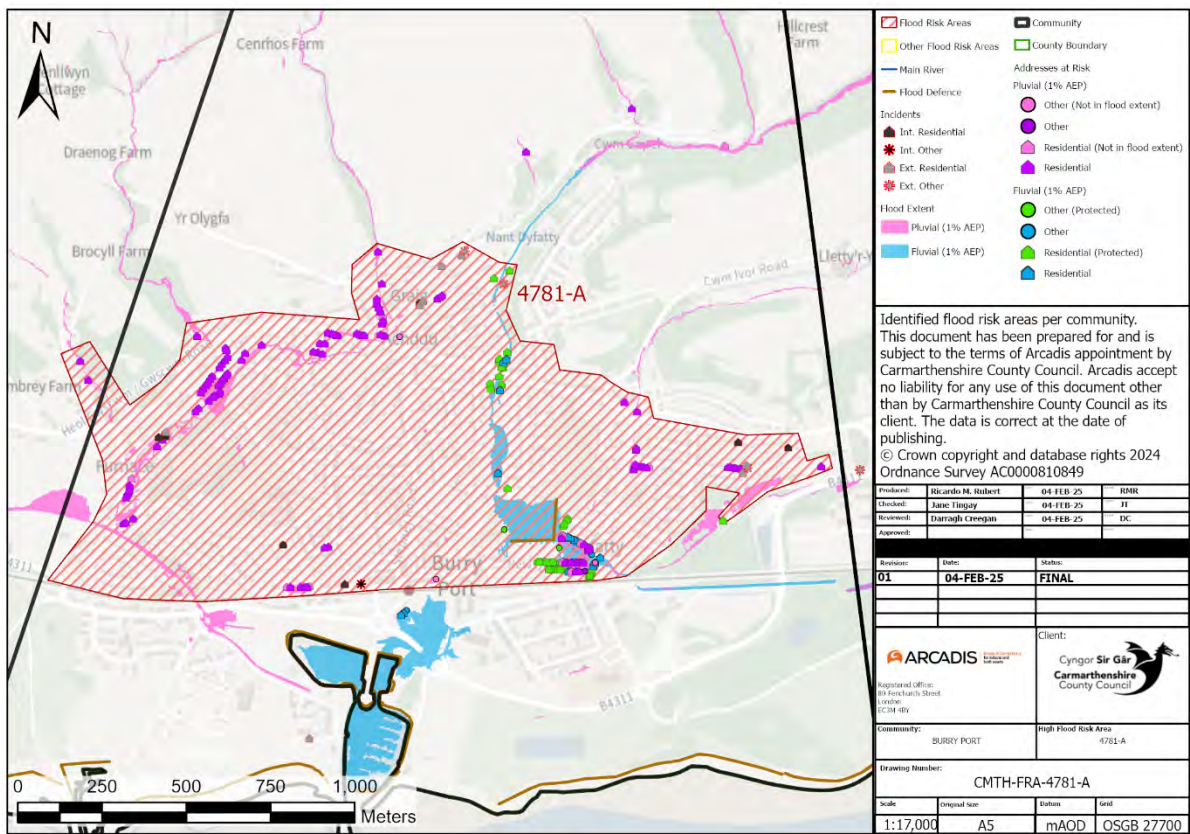 N
Cenrhos Farm
Hillcrest
Farm
Cottage
Draenog Farm
Cwm Capel
Yr Olygfa
Nant Dyfatty
Brocyll Farm
Cwm Ivor Road
4781-A
Graig
Furnace
Burry
Port
B4311
0 250 500 750 1,000
Meters
Flood Risk Areas
Other Flood Risk Areas
Main River
Flood Defence
Incidents
Int. Residential
Int. Other
Ext. Residential
Ext. Other
Flood Extent
Pluvial (1% AEP)
Fluvial (1% AEP)
Community
County Boundary
Addresses at Risk
Pluvial (1% AEP)
Other (Not in flood extent)
Other
Residential (Not in flood extent)
Residential
Fluvial (1% AEP)
Other (Protected)
Other
Residential (Protected)
Residential
Identified flood risk areas per community.
This document has been prepared for and is
subject to the terms of Arcadis appointment by
Carmarthenshire County Council. Arcadis accept
no liability for any use of this document other
than by Carmarthenshire County Council as its
client. The data is correct at the date of
publishing.
© Crown copyright and database rights 2024
Ordnance Survey AC0000810849
Produced: Ricardo M. Rubert 04-FEB-25 RMR
Checked: Jane Tingay 04-FEB-25 JT
Reviewed: Darragh Creegan 04-FEB-25 DC
Approved:
Revision: Date: Status:
01 04-FEB-25 FINAL
ARCADIS
Registered Office:
80 Fenchurch Street
London
EC3M 4BY
Client:
Cyngor Sir Gâr
Carmarthenshire
County Council
Community:
BURRY PORT
High Flood Risk Area
4781-A
Drawing Number:
CMTH-FRA-4781-A
Scale Original Size Datum Grid
1:17,000 A5 mAOD OSGB 27700